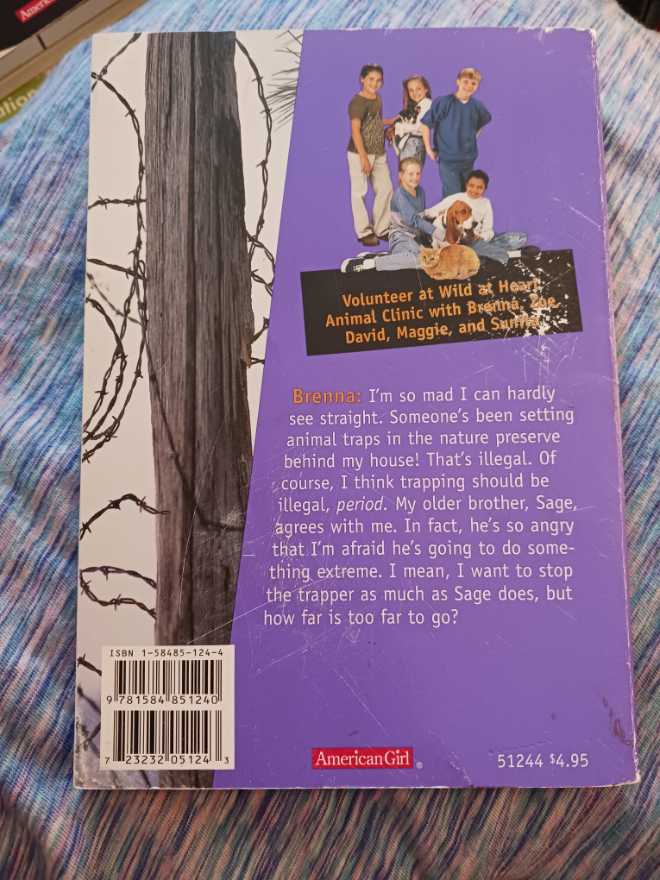 Volunteer at Wild at Heart
Animal Clinic with Brenna, Zoe,
David, Maggie, and
Brenna: I'm so mad I can hardly
see straight. Someone's been setting
animal traps in the nature preserve
behind my house! That's illegal. Of
course, I think trapping should be
illegal, period. My older brother, Sage,
agrees with me. In fact, he's so angry
that I'm afraid he's going to do some-
thing extreme. I mean, I want to stop
the trapper as much as Sage does, but
how far is too far to go?
ISBN 1-58485-124-4
9 781584 851240
7 23232 05124 3
American Girl ®
51244 $4.95